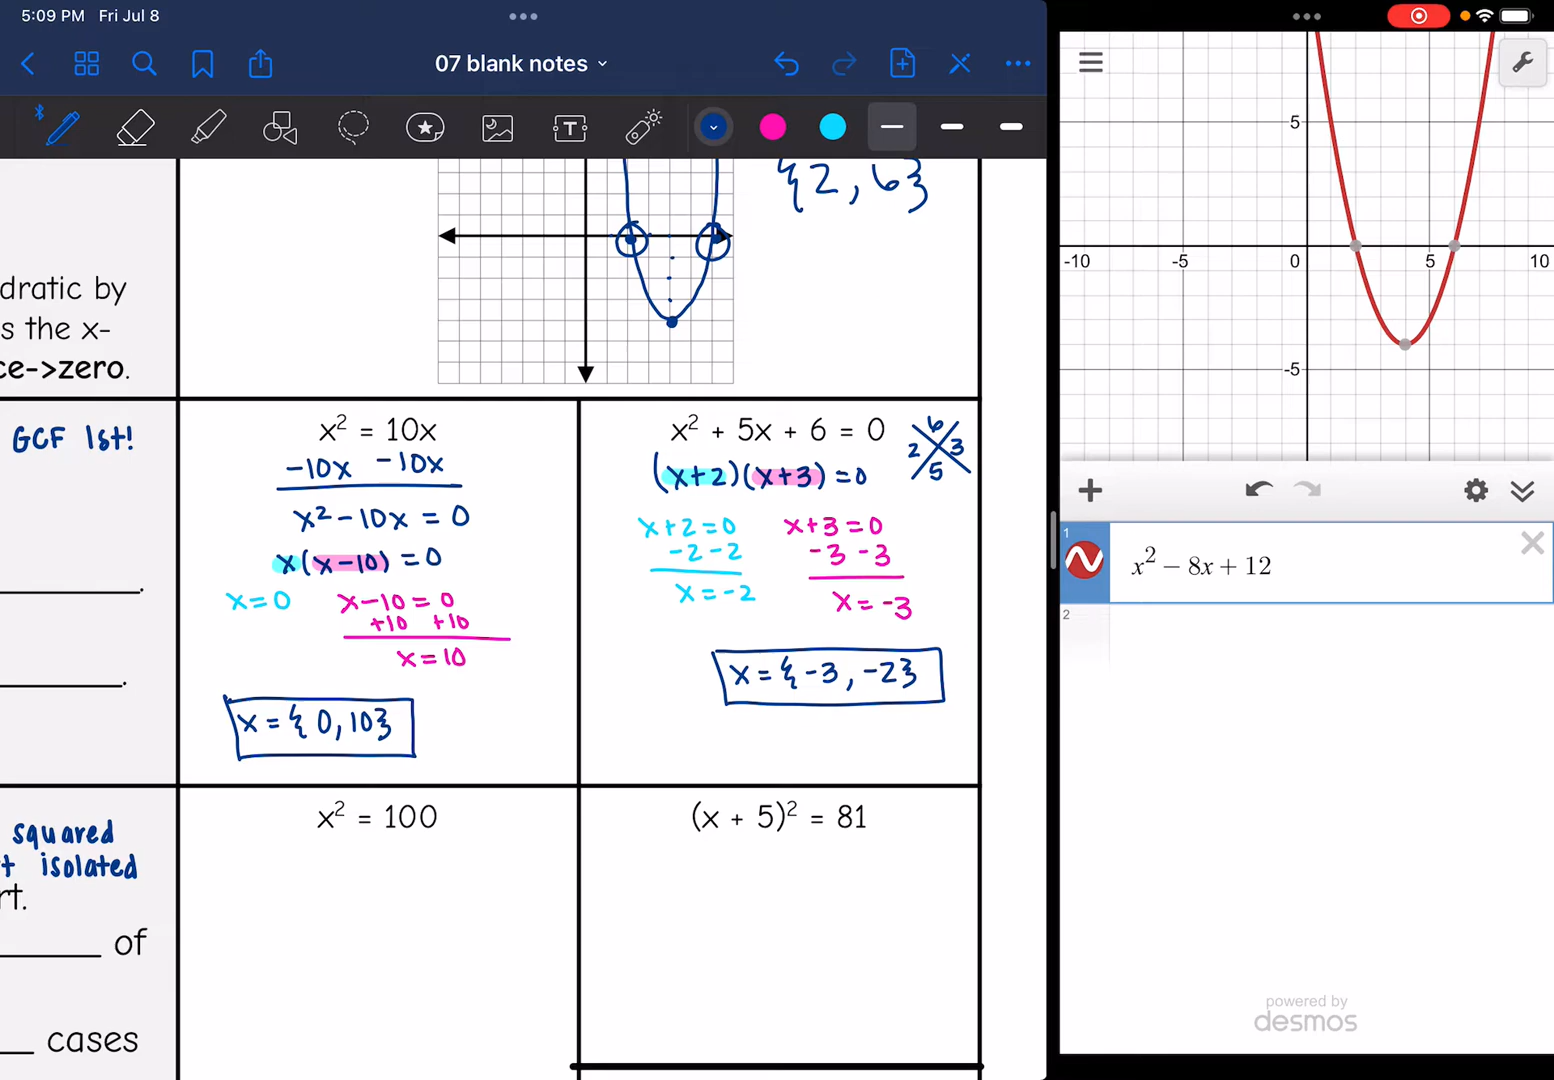 5:09 PM Fri Jul 8
07 blank notes
T
{2, 6}
dratic by
s the x-
ce->zero.
GCF 1st!
x² = 10x
-10x -10x
x² - 10x = 0
x(x-10) = 0
x=0 x-10=0
+10 +10
x=10
x = {0, 10}
x² + 5x + 6 = 0
6
2 3
5
(x+2)(x+3) = 0
x+2=0 x+3=0
-2 -2 -3 -3
x=-2 x=-3
x = {-3, -2}
squared
t isolated
rt.
of
cases
x² = 100
(x + 5)² = 81
5
-10 -5 0 5 10
-5
1
x² − 8x + 12
2
powered by
desmos